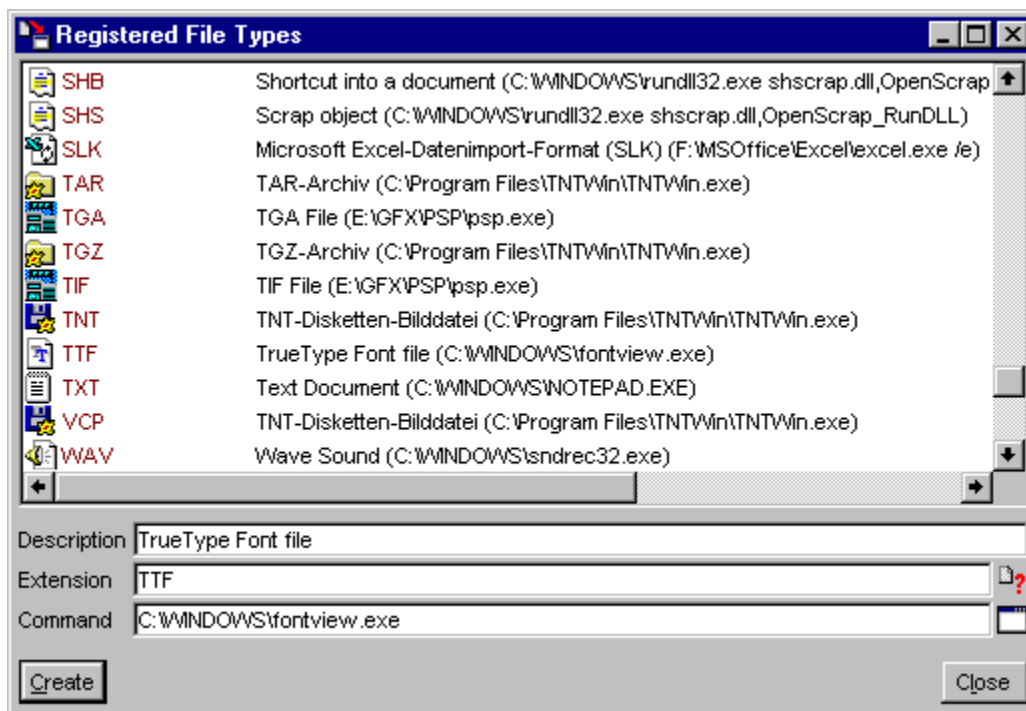 Registered File Types
SHB Shortcut into a document (C:\WINDOWS\rundll32.exe shscrap.dll,OpenScrap
SHS Scrap object (C:\WINDOWS\rundll32.exe shscrap.dll,OpenScrap_RunDLL)
SLK Microsoft Excel-Datenimport-Format (SLK) (F:\MSOffice\Excel\excel.exe /e)
TAR TAR-Archiv (C:\Program Files\TNTWin\TNTWin.exe)
TGA TGA File (E:\GFX\PSP\psp.exe)
TGZ TGZ-Archiv (C:\Program Files\TNTWin\TNTWin.exe)
TIF TIF File (E:\GFX\PSP\psp.exe)
TNT TNT-Disketten-Bilddatei (C:\Program Files\TNTWin\TNTWin.exe)
TTF TrueType Font file (C:\WINDOWS\fontview.exe)
TXT Text Document (C:\WINDOWS\NOTEPAD.EXE)
VCP TNT-Disketten-Bilddatei (C:\Program Files\TNTWin\TNTWin.exe)
WAV Wave Sound (C:\WINDOWS\sndrec32.exe)
Description TrueType Font file
Extension TTF
Command C:\WINDOWS\fontview.exe
Create Close